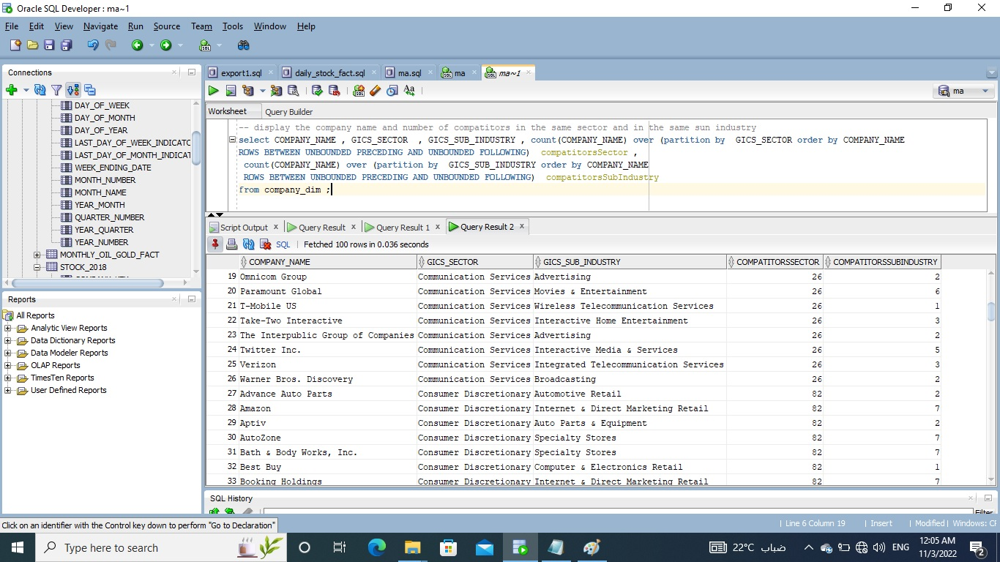 Oracle SQL Developer : ma~1
File Edit View Navigate Run Source Team Tools Window Help
Connections
export1.sql daily_stock_fact.sql ma.sql ma ma~1
ma
Worksheet Query Builder
DAY_OF_WEEK
DAY_OF_MONTH
DAY_OF_YEAR
LAST_DAY_OF_WEEK_INDICATO
LAST_DAY_OF_MONTH_INDICAT
WEEK_ENDING_DATE
MONTH_NUMBER
MONTH_NAME
YEAR_MONTH
QUARTER_NUMBER
YEAR_QUARTER
YEAR_NUMBER
MONTHLY_OIL_GOLD_FACT
STOCK_2018
-- display the company name and number of compatitors in the same sector and in the same sun industry
select COMPANY_NAME , GICS_SECTOR , GICS_SUB_INDUSTRY , count(COMPANY_NAME) over (partition by GICS_SECTOR order by COMPANY_NAME
ROWS BETWEEN UNBOUNDED PRECEDING AND UNBOUNDED FOLLOWING) compatitorsSector ,
count(COMPANY_NAME) over (partition by GICS_SUB_INDUSTRY order by COMPANY_NAME
ROWS BETWEEN UNBOUNDED PRECEDING AND UNBOUNDED FOLLOWING) compatitorsSubIndustry
from company_dim ;
Script Output Query Result Query Result 1 Query Result 2
SQL Fetched 100 rows in 0.036 seconds
COMPANY_NAME GICS_SECTOR GICS_SUB_INDUSTRY COMPATITORSSECTOR COMPATITORSSUBINDUSTRY
19 Omnicom Group Communication Services Advertising 26 2
20 Paramount Global Communication Services Movies & Entertainment 26 6
21 T-Mobile US Communication Services Wireless Telecommunication Services 26 1
22 Take-Two Interactive Communication Services Interactive Home Entertainment 26 3
23 The Interpublic Group of Companies Communication Services Advertising 26 2
24 Twitter Inc. Communication Services Interactive Media & Services 26 5
25 Verizon Communication Services Integrated Telecommunication Services 26 3
26 Warner Bros. Discovery Communication Services Broadcasting 26 2
27 Advance Auto Parts Consumer Discretionary Automotive Retail 82 2
28 Amazon Consumer Discretionary Internet & Direct Marketing Retail 82 7
29 Aptiv Consumer Discretionary Auto Parts & Equipment 82 2
30 AutoZone Consumer Discretionary Specialty Stores 82 7
31 Bath & Body Works, Inc. Consumer Discretionary Specialty Stores 82 7
32 Best Buy Consumer Discretionary Computer & Electronics Retail 82 1
33 Booking Holdings Consumer Discretionary Internet & Direct Marketing Retail 82 7
Reports
All Reports
Analytic View Reports
Data Dictionary Reports
Data Modeler Reports
OLAP Reports
TimesTen Reports
User Defined Reports
SQL History
Filter
Click on an identifier with the Control key down to perform "Go to Declaration"
Line 6 Column 19 Insert Modified Windows: CF
Type here to search
22°C ضباب ENG 12:05 AM
11/3/2022
2